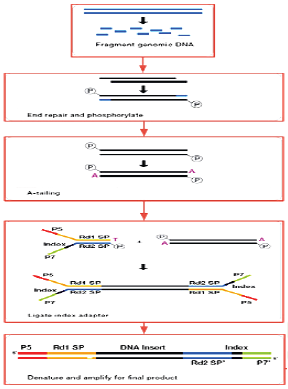 Fragment genomic DNA
P
P
End repair and phosphorylate
P
P
P
A
A
P
A-tailing
P5
Rd1 SP
T
P
A
Index
Rd2 SP
P
+
A
P
P7
P5
P7
Rd1 SP
Rd2 SP
Index
Rd2 SP
Rd1 SP
Index
P7
P5
Ligate index adapter
P5 Rd1 SP DNA Insert Index
Rd2 SP' P7'
Denature and amplify for final product